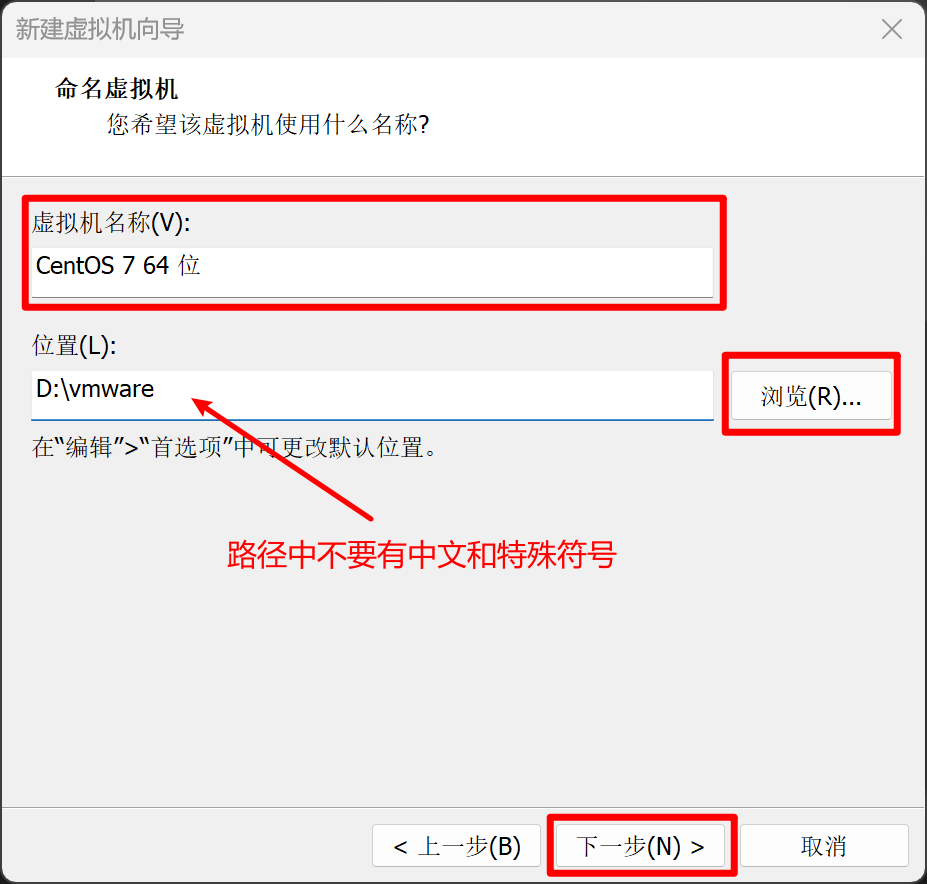 新建虚拟机向导
命名虚拟机
您希望该虚拟机使用什么名称?
虚拟机名称(V):
CentOS 7 64 位
位置(L):
D:\vmware
浏览(R)...
在“编辑”>“首选项”中可更改默认位置。
路径中不要有中文和特殊符号
< 上一步(B)
下一步(N) >
取消